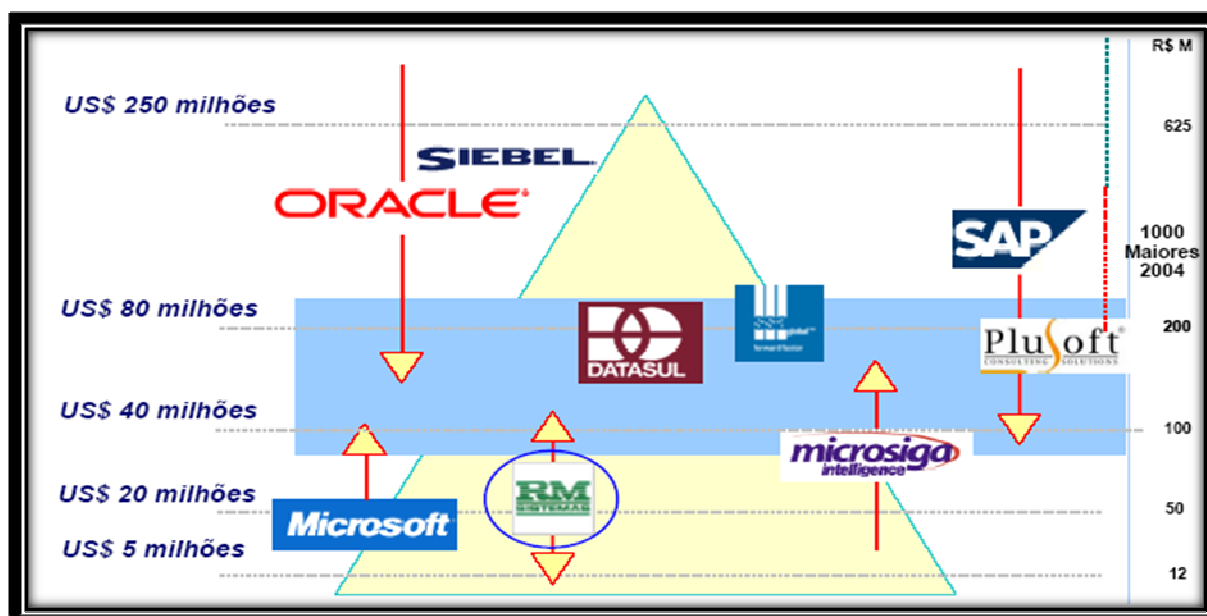 R$ M
US$ 250 milhões
625
SIEBEL
ORACLE
SAP
1000
Maiores
2004
US$ 80 milhões
200
global
DATASUL
PluSoft
CONSULTING SOLUTIONS
US$ 40 milhões
100
microsiga
intelligence
US$ 20 milhões
RM
SISTEMAS
50
Microsoft
US$ 5 milhões
12